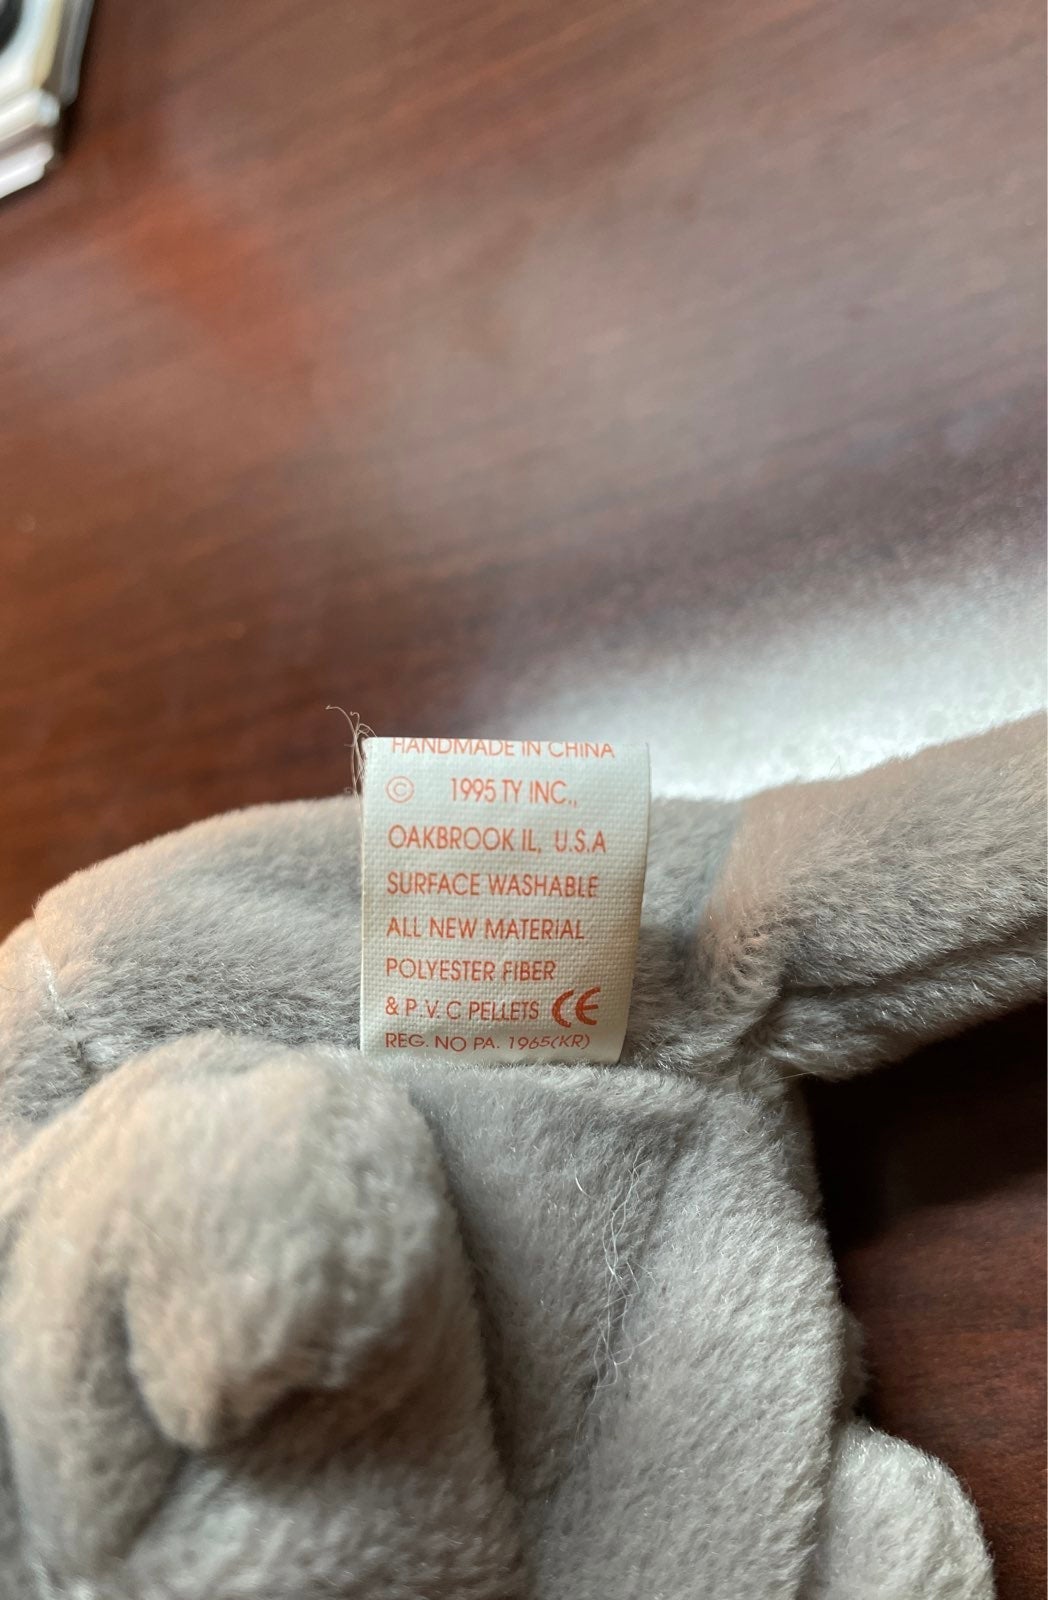 HANDMADE IN CHINA
© 1995 TY INC.,
OAKBROOK IL, U.S.A
SURFACE WASHABLE
ALL NEW MATERIAL
POLYESTER FIBER
& P.V.C PELLETS CE
REG. NO PA. 1965(KR)